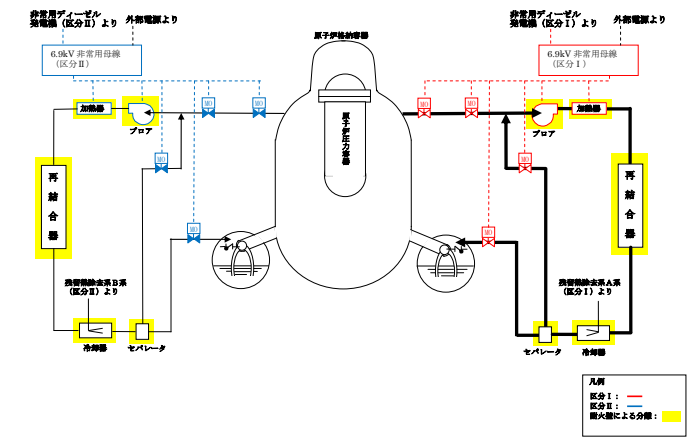 非常用ディーゼル
発電機（区分Ⅱ）より
外部電源より
6.9kV 非常用母線
（区分Ⅱ）
原子炉格納容器
非常用ディーゼル
発電機（区分Ⅰ）より
外部電源より
6.9kV 非常用母線
（区分Ⅰ）
加熱器
ブロア
MO
MO
原子炉圧力容器
MO
MO
ブロア
加熱器
MO
MO
再結合器
再結合器
MO
MO
残留熱除去系B系
（区分Ⅱ）より
残留熱除去系A系
（区分Ⅰ）より
冷却器
セパレータ
セパレータ
冷却器
凡例
区分Ⅰ：
区分Ⅱ：
耐火壁による分離：